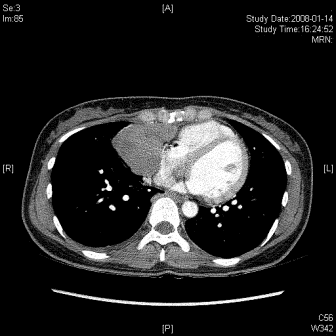 Se:3
Im:85
[A]
Study Date:2008-01-14
Study Time:16:24:52
MRN:
[R]
[L]
[P]
C56
W342